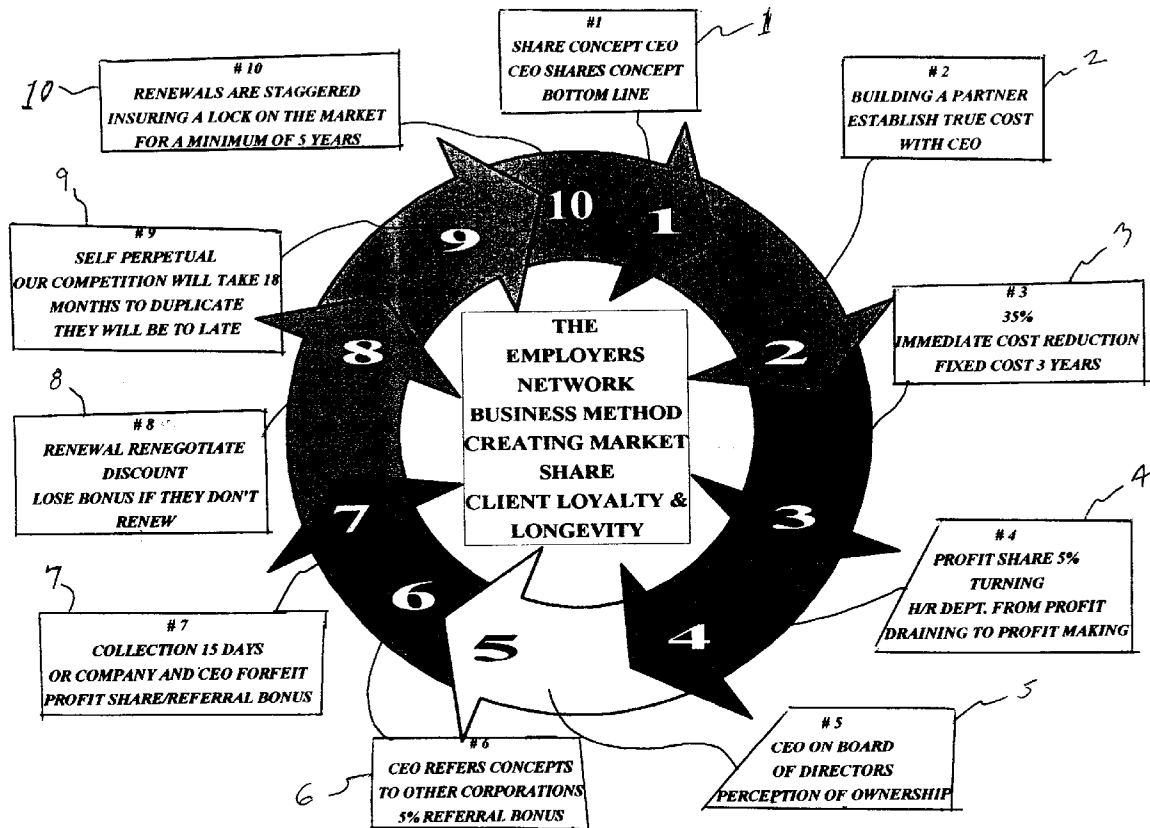 #1
SHARE CONCEPT CEO
CEO SHARES CONCEPT
BOTTOM LINE
1
# 2
BUILDING A PARTNER
ESTABLISH TRUE COST
WITH CEO
2
# 3
35%
IMMEDIATE COST REDUCTION
FIXED COST 3 YEARS
3
# 4
PROFIT SHARE 5%
TURNING
H/R DEPT. FROM PROFIT
DRAINING TO PROFIT MAKING
4
# 5
CEO ON BOARD
OF DIRECTORS
PERCEPTION OF OWNERSHIP
5
#6
CEO REFERS CONCEPTS
TO OTHER CORPORATIONS
5% REFERRAL BONUS
6
# 7
COLLECTION 15 DAYS
OR COMPANY AND CEO FORFEIT
PROFIT SHARE/REFERRAL BONUS
7
# 8
RENEWAL RENEGOTIATE
DISCOUNT
LOSE BONUS IF THEY DON'T
RENEW
8
# 9
SELF PERPETUAL
OUR COMPETITION WILL TAKE 18
MONTHS TO DUPLICATE
THEY WILL BE TO LATE
9
# 10
RENEWALS ARE STAGGERED
INSURING A LOCK ON THE MARKET
FOR A MINIMUM OF 5 YEARS
10
1
2
3
4
5
6
7
8
9
10
THE
EMPLOYERS
NETWORK
BUSINESS METHOD
CREATING MARKET
SHARE
CLIENT LOYALTY &
LONGEVITY